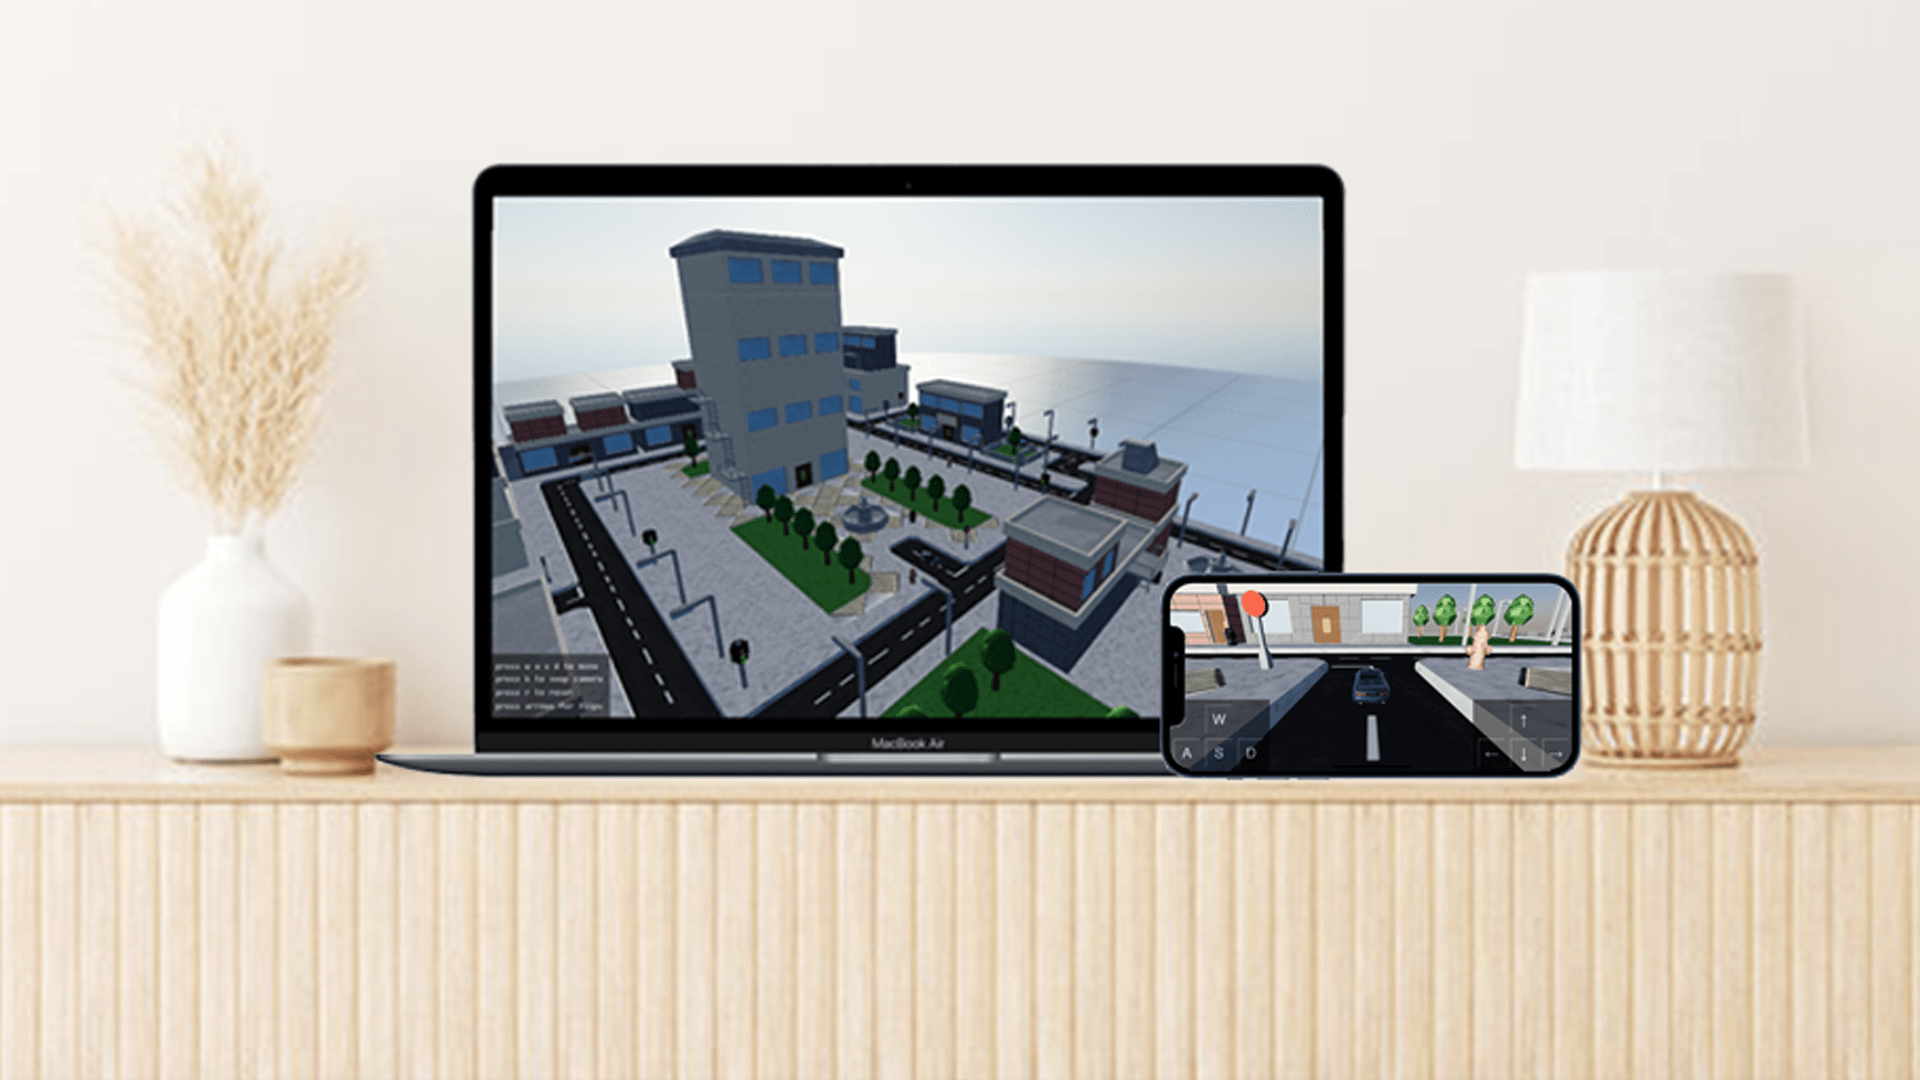 press w a s d to move
press k to swap camera
press r to reset
press arrows for flips
MacBook Air
W
A S D
↑
← ↓ →